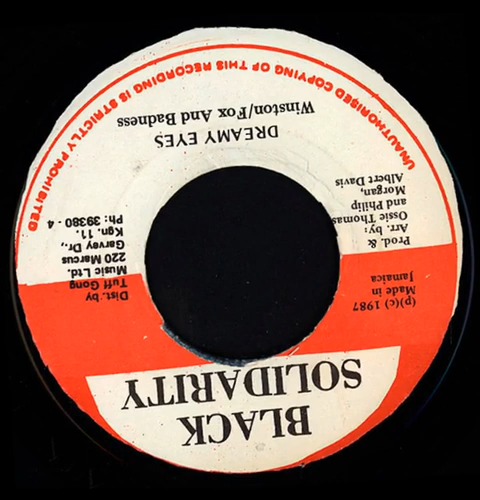 BLACK
SOLIDARITY
(p)(c) 1987
Made in
Jamaica
Dist. by
Tuff Gong
Music Ltd.
220 Marcus
Garvey Dr.,
Kgn. 11.
Ph: 39380 - 4
Prod. &
Arr. by:
Ossie Thomas
and Philip
Morgan,
Albert Davis
DREAMY EYES
Winston/Fox And Badness
UNAUTHORISED COPYING OF THIS RECORDING IS STRICTLY PROHIBITED